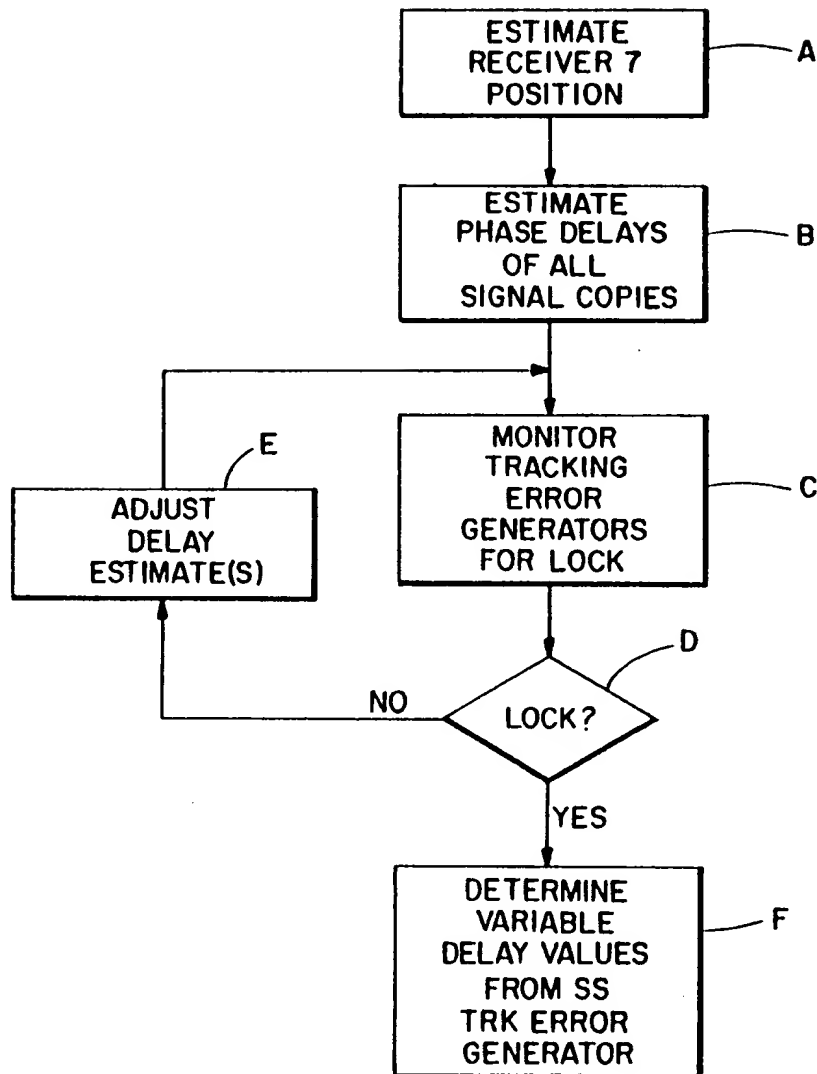 ESTIMATE
RECEIVER 7
POSITION
A
ESTIMATE
PHASE DELAYS
OF ALL
SIGNAL COPIES
B
MONITOR
TRACKING
ERROR
GENERATORS
FOR LOCK
C
E
ADJUST
DELAY
ESTIMATE(S)
D
LOCK?
NO
YES
DETERMINE
VARIABLE
DELAY VALUES
FROM SS
TRK ERROR
GENERATOR
F